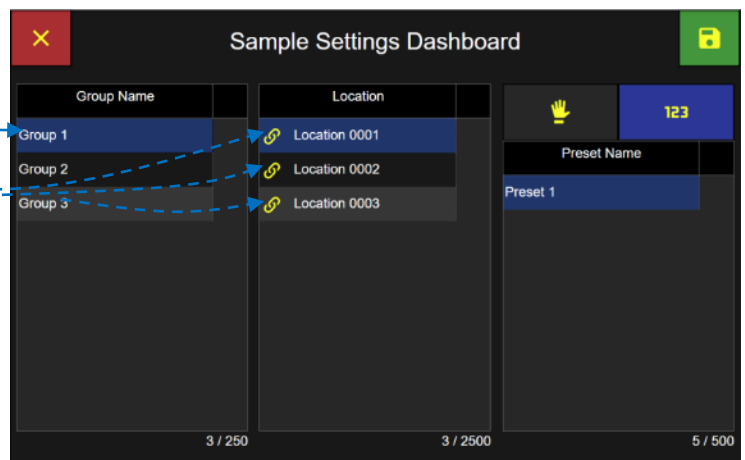 Sample Settings Dashboard
Group Name
Group 1
Group 2
Group 3
3 / 250
Location
Location 0001
Location 0002
Location 0003
3 / 2500
123
Preset Name
Preset 1
5 / 500